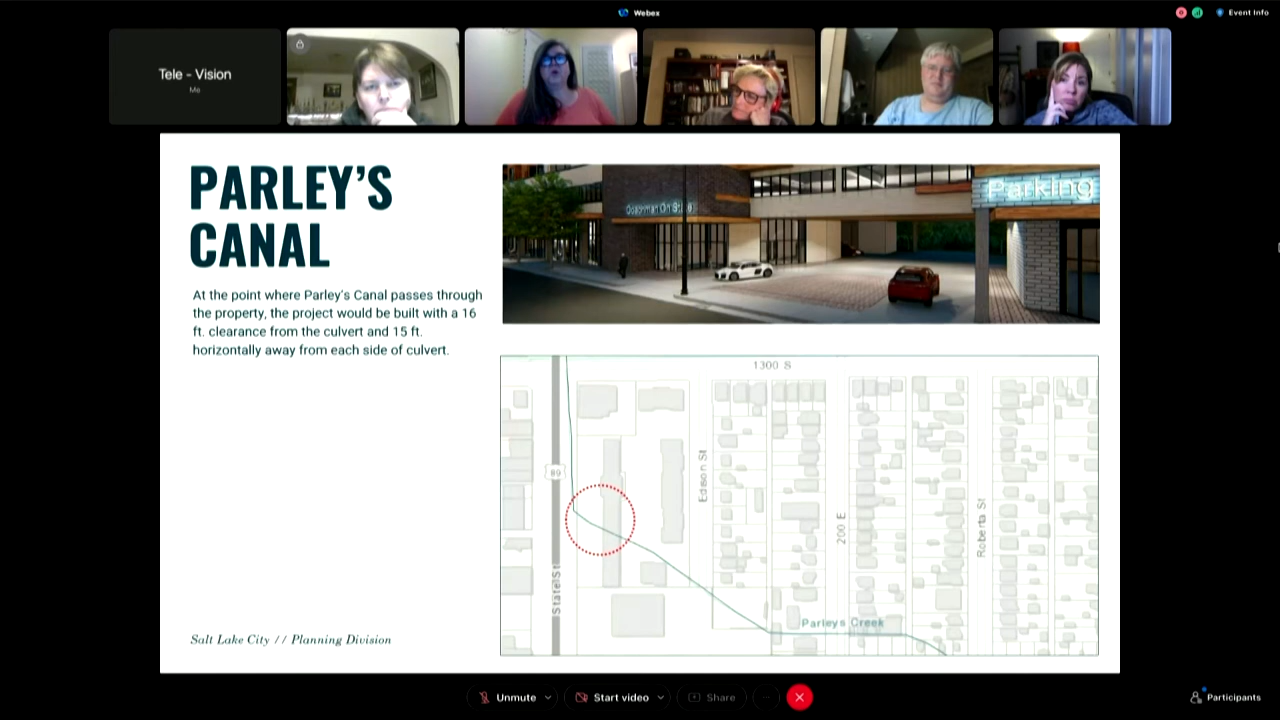 Webex
Event Info
Tele - Vision
Me
PARLEY'S
CANAL
At the point where Parley's Canal passes through
the property, the project would be built with a 16
ft. clearance from the culvert and 15 ft.
horizontally away from each side of culvert.
Salt Lake City // Planning Division
Parking
1300 S
89
State St
Edison St
200 E
Roberta St
Parleys Creek
Unmute
Start video
Share
Participants